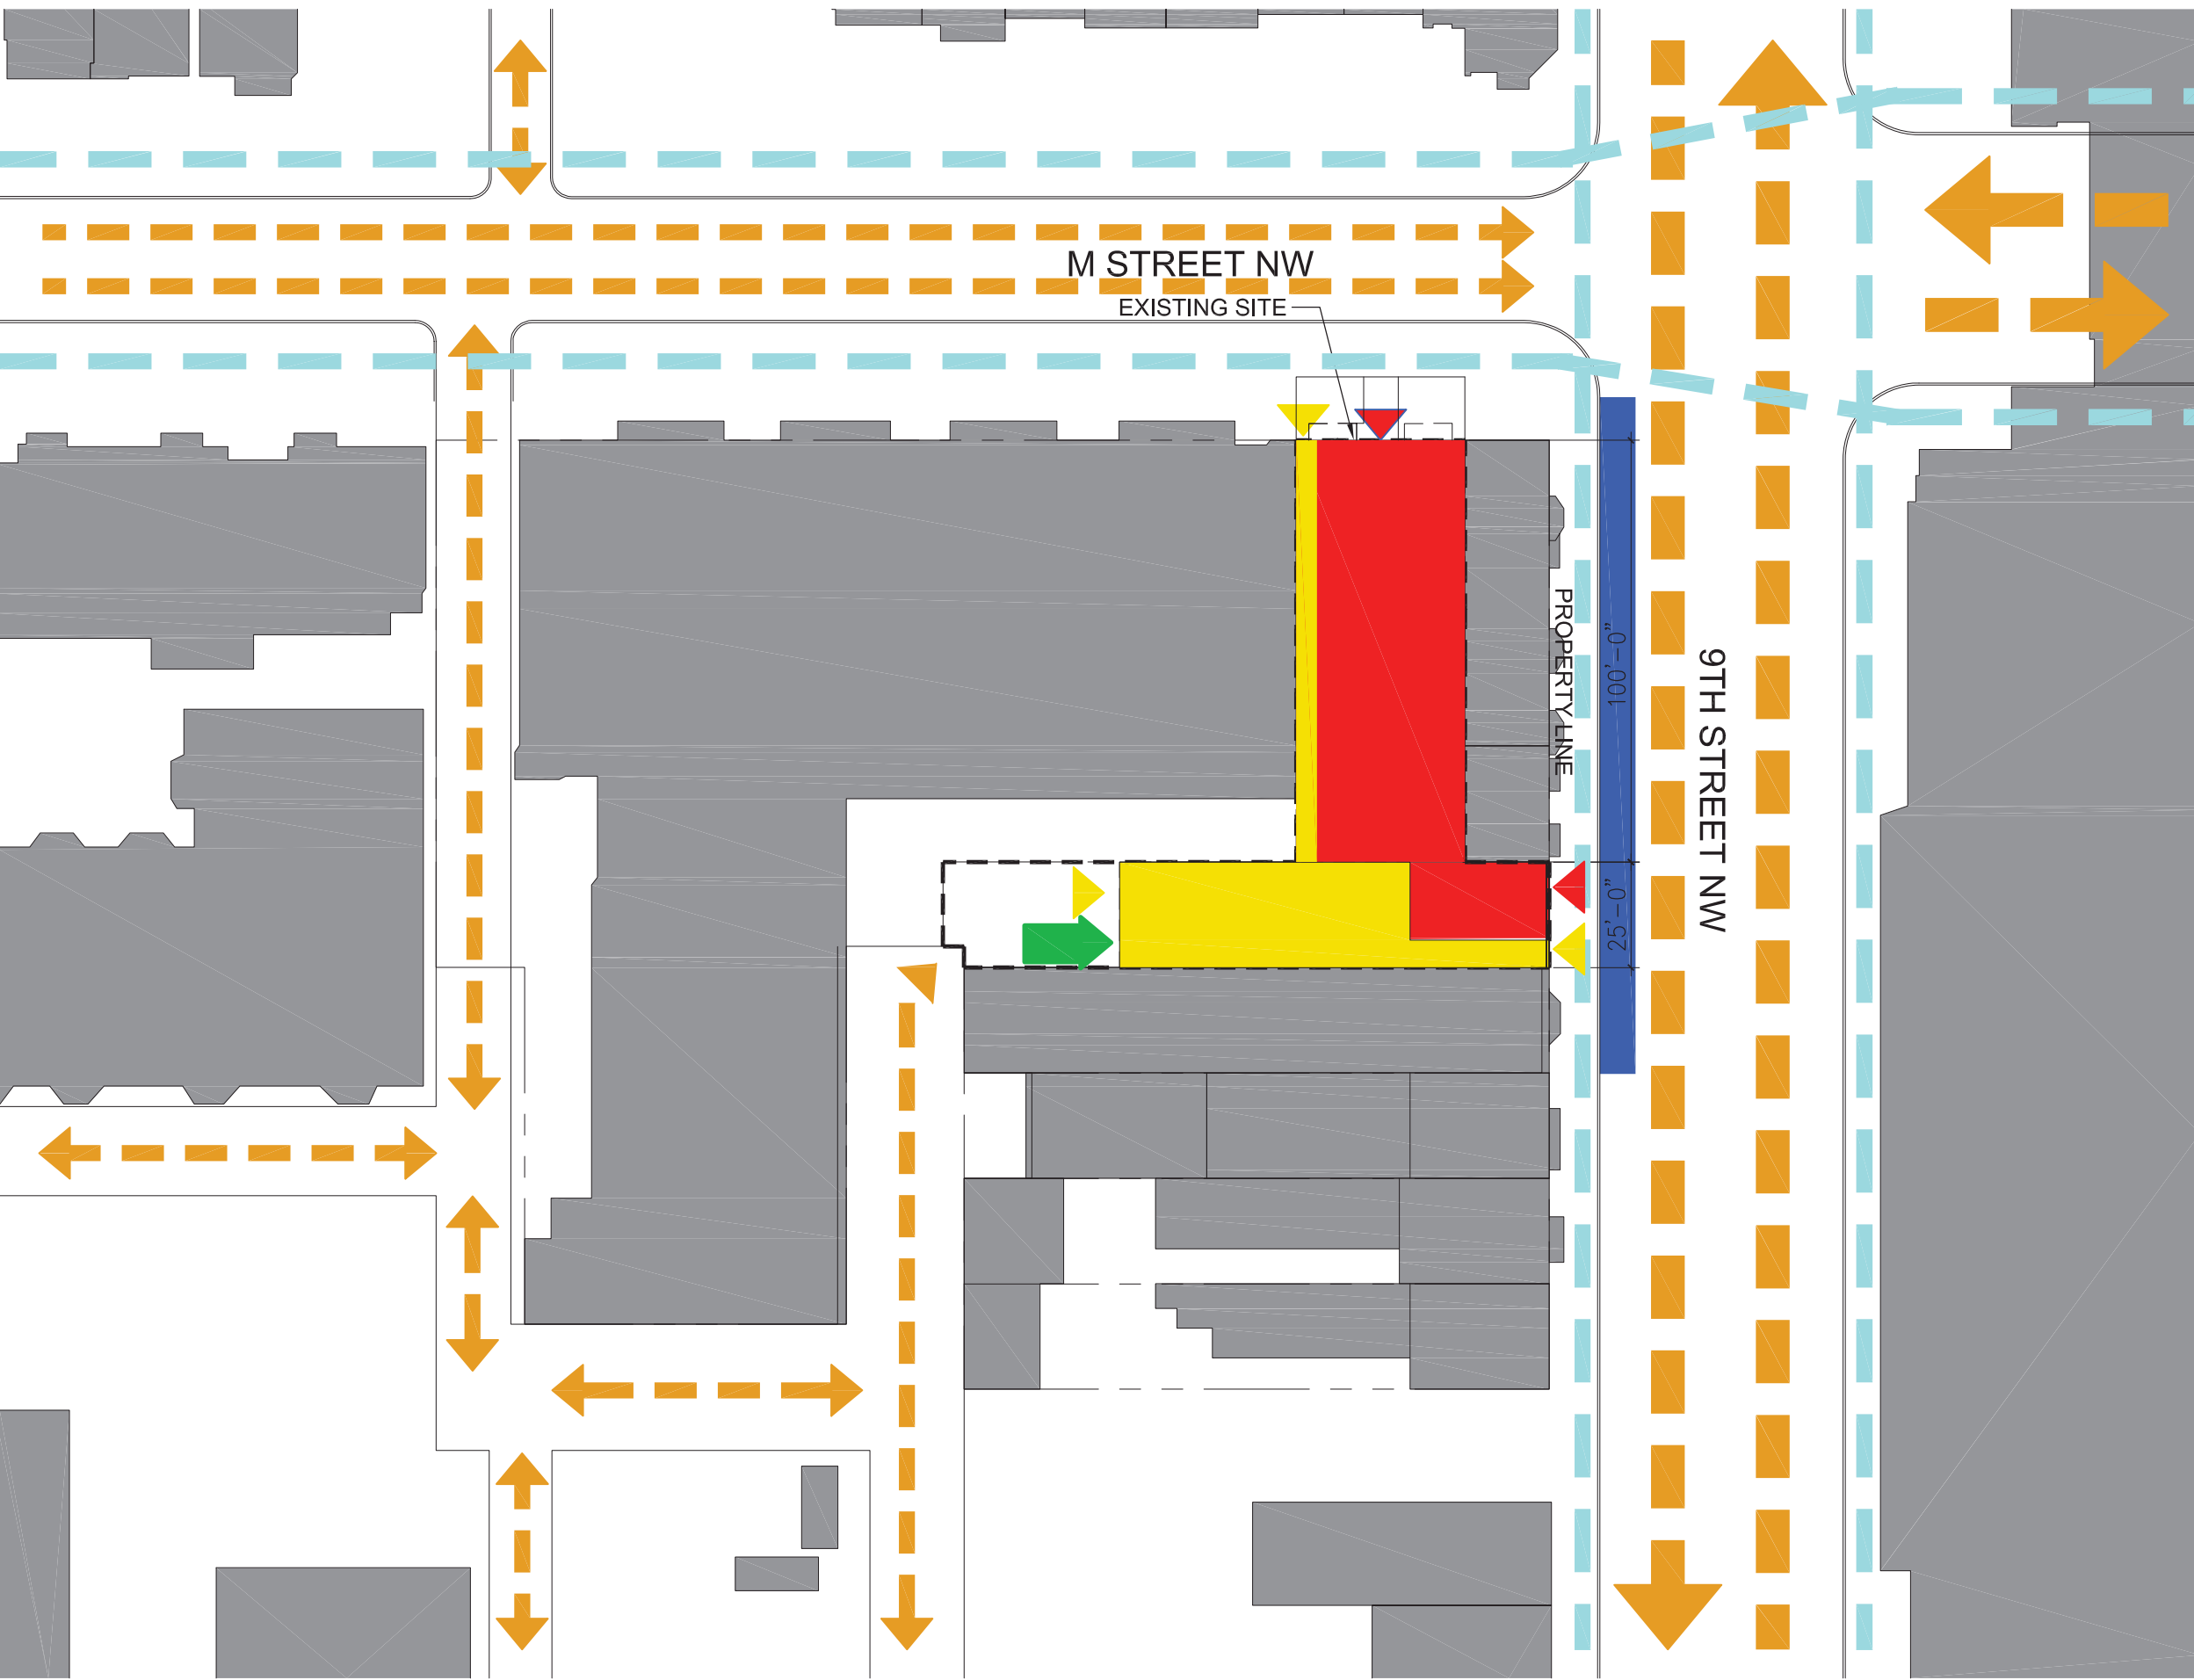 M STREET NW
EXISTING SITE
PROPERTY LINE
100'-0"
9TH STREET NW
25'-0"